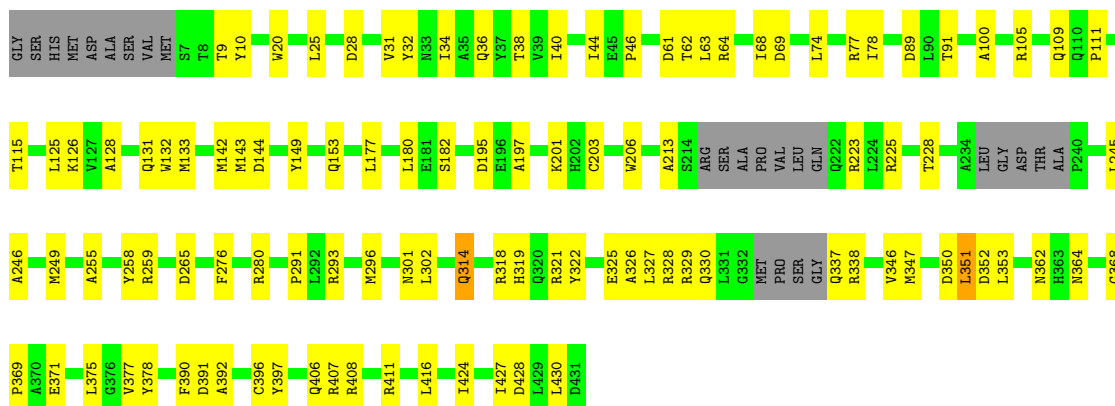 GLY SER HIS MET ASP ALA SER VAL MET S7 T8 T9 Y10 W20 L25 D28 V31 Y32 N33 I34 A35 Q36 Y37 T38 V39 I40 I44 E45 P46 D61 T62 L63 R64 I68 D69 L74 R77 I78 D89 L90 T91 A100 R105 Q109 Q110 P111
T115 L125 K126 V127 A128 Q131 W132 M133 M142 M143 D144 Y149 Q153 L177 L180 E181 S182 D195 E196 A197 K201 H202 C203 W206 A213 S214 ARG SER ALA PRO VAL LEU GLN Q222 R223 L224 R225 T228 A234 LEU GLY ASP THR ALA P240 L245
A246 M249 A255 Y258 R259 D265 F276 R280 P291 L292 R293 M296 N301 L302 Q314 R318 H319 Q320 R321 Y322 E325 A326 L327 R328 R329 Q330 L331 G332 MET PRO SER GLY Q337 R338 V346 M347 D350 L351 D352 L353 N362 H363 N364 G368
P369 A370 E371 L375 G376 V377 Y378 F390 D391 A392 C396 Y397 Q406 R407 R408 R411 L416 I424 I427 D428 L429 L430 D431